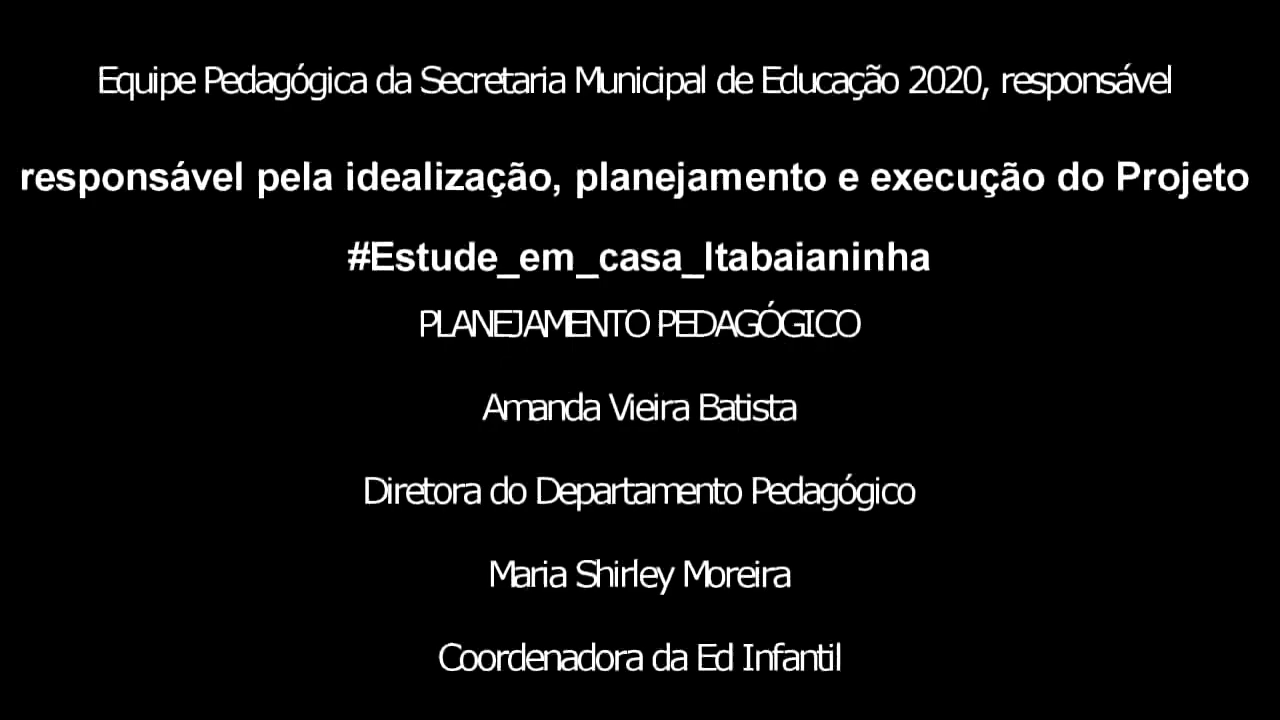 Equipe Pedagógica da Secretaria Municipal de Educação 2020, responsável
responsável pela idealização, planejamento e execução do Projeto
#Estude_em_casa_Itabaianinha
PLANEJAMENTO PEDAGÓGICO
Amanda Vieira Batista
Diretora do Departamento Pedagógico
Maria Shirley Moreira
Coordenadora da Ed Infantil